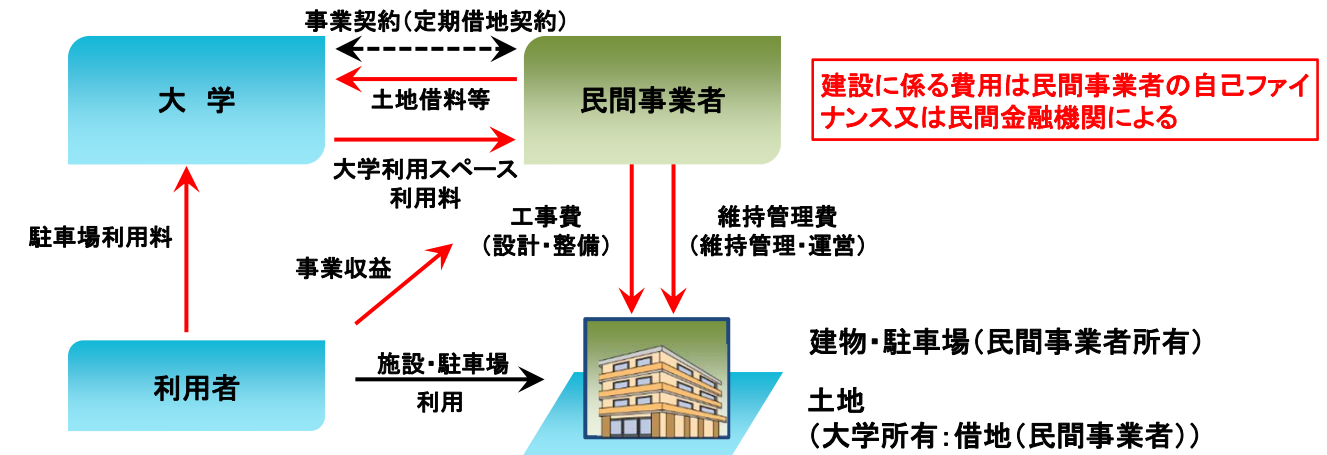 事業契約（定期借地契約）
大　学
民間事業者
土地借料等
大学利用スペース
利用料
建設に係る費用は民間事業者の自己ファイ
ナンス又は民間金融機関による
駐車場利用料
事業収益
工事費
（設計・整備）
維持管理費
（維持管理・運営）
利用者
施設・駐車場
利用
建物・駐車場（民間事業者所有）
土地
（大学所有：借地（民間事業者））